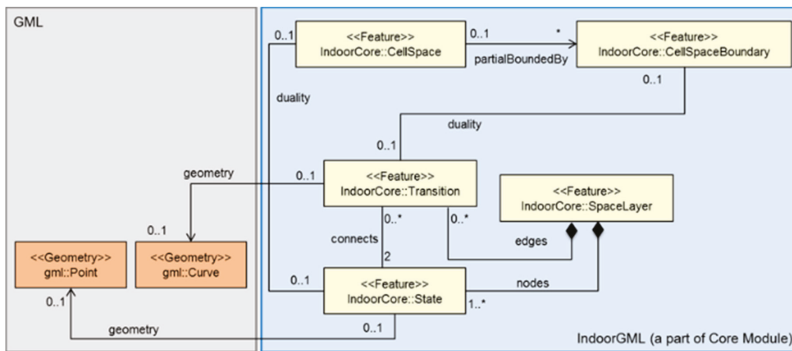 GML
0..1
<<Feature>>
IndoorCore::CellSpace
0..1
*
partialBoundedBy
<<Feature>>
IndoorCore::CellSpaceBoundary
0..1
duality
duality
0..1
geometry
0..1
<<Feature>>
IndoorCore::Transition
<<Feature>>
IndoorCore::SpaceLayer
0..*
0..*
0..1
connects
edges
<<Geometry>>
gml::Point
<<Geometry>>
gml::Curve
2
0..1
<<Feature>>
IndoorCore::State
nodes
0..1
1..*
geometry
0..1
IndoorGML (a part of Core Module)